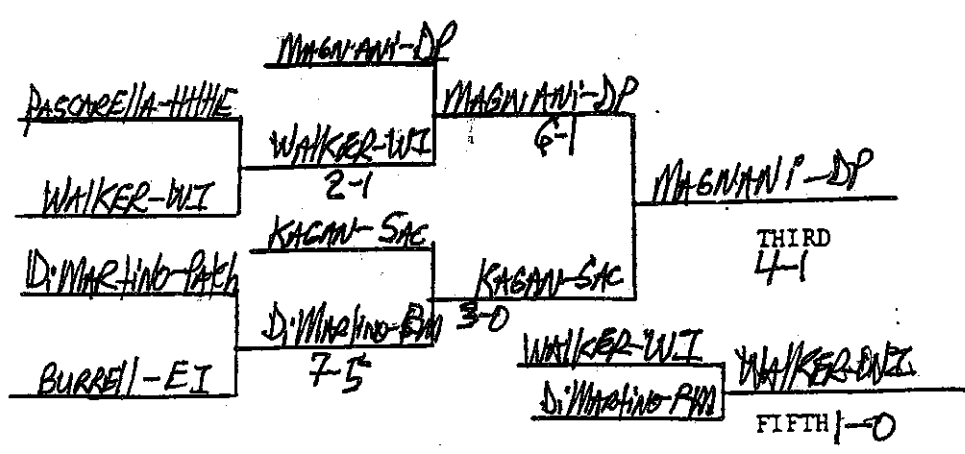 MAGNANI-DP
PASCARELLA-HHHE
MAGNANI-DP
WALKER-WI
6-1
2-1
MAGNANI-DP
WALKER-WI
KAGAN-SAC
THIRD
DiMARtiNO-PAtch
4-1
KAGAN-SAC
DiMARtiNO-PM
3-0
WALKER-WI
7-5
WALKER-WI
BURRELL-EI
DiMARtiNO-PM
FIFTH 1-0